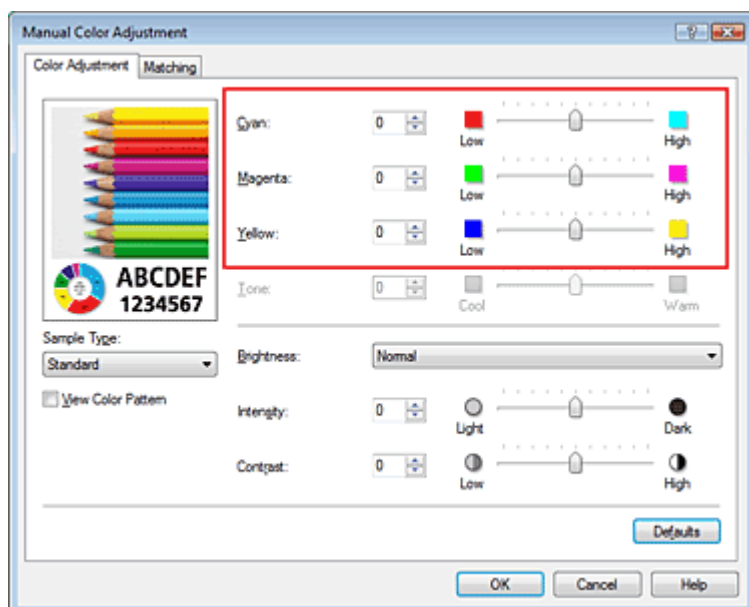 Manual Color Adjustment
Color Adjustment Matching
Cyan: 0 Low High
Magenta: 0 Low High
Yellow: 0 Low High
ABCDEF
1234567
Tone: 0 Cool Warm
Sample Type:
Standard
Brightness: Normal
View Color Pattern
Intensity: 0 Light Dark
Contrast: 0 Low High
Defaults
OK Cancel Help